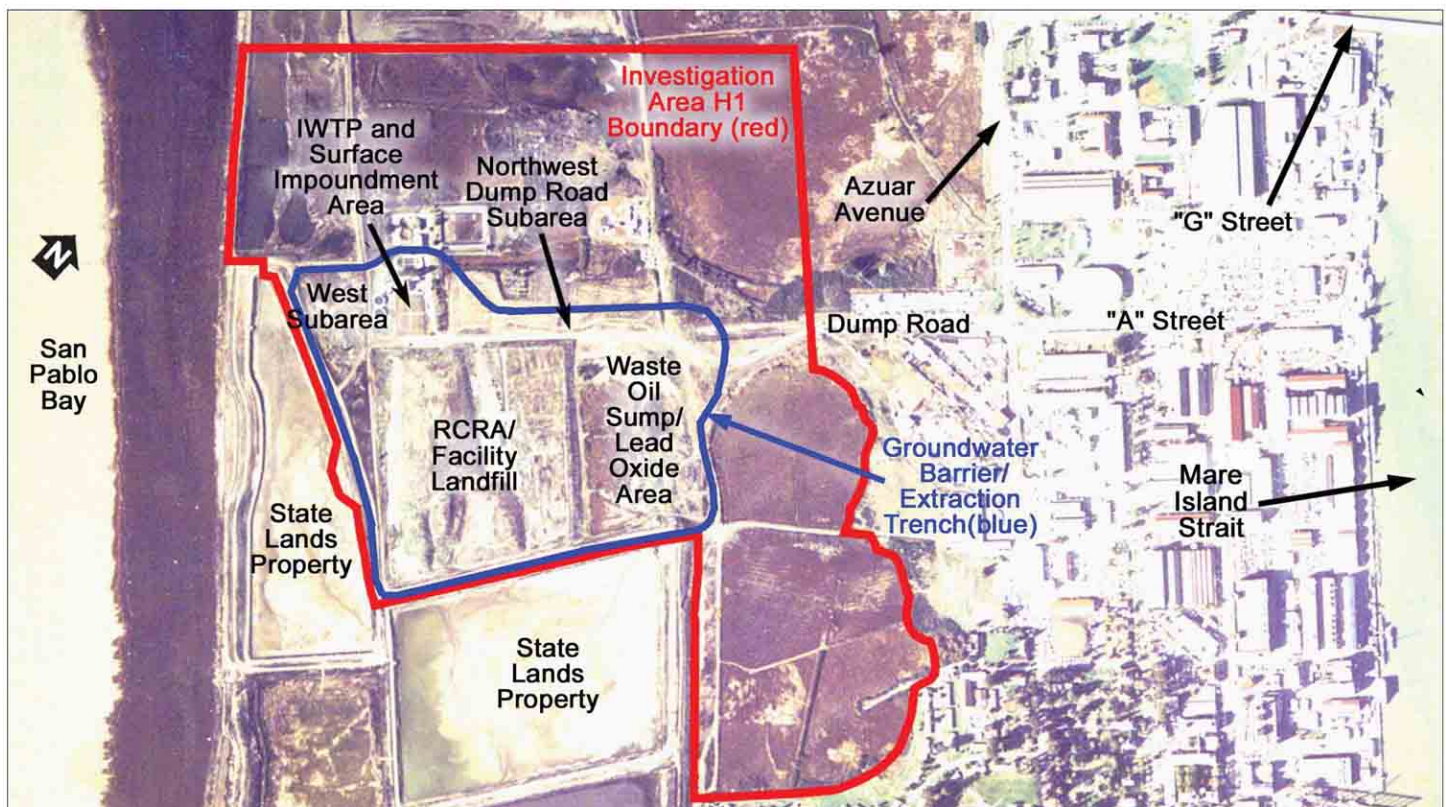 Investigation
Area H1
Boundary (red)
IWTP and
Surface
Impoundment
Area
Northwest
Dump Road
Subarea
Azuar
Avenue
"G" Street
N
West
Subarea
San
Pablo
Bay
Dump Road
"A" Street
Waste
Oil
Sump/
Lead
Oxide
Area
RCRA/
Facility
Landfill
Groundwater
Barrier/
Extraction
Trench(blue)
Mare
Island
Strait
State
Lands
Property
State
Lands
Property